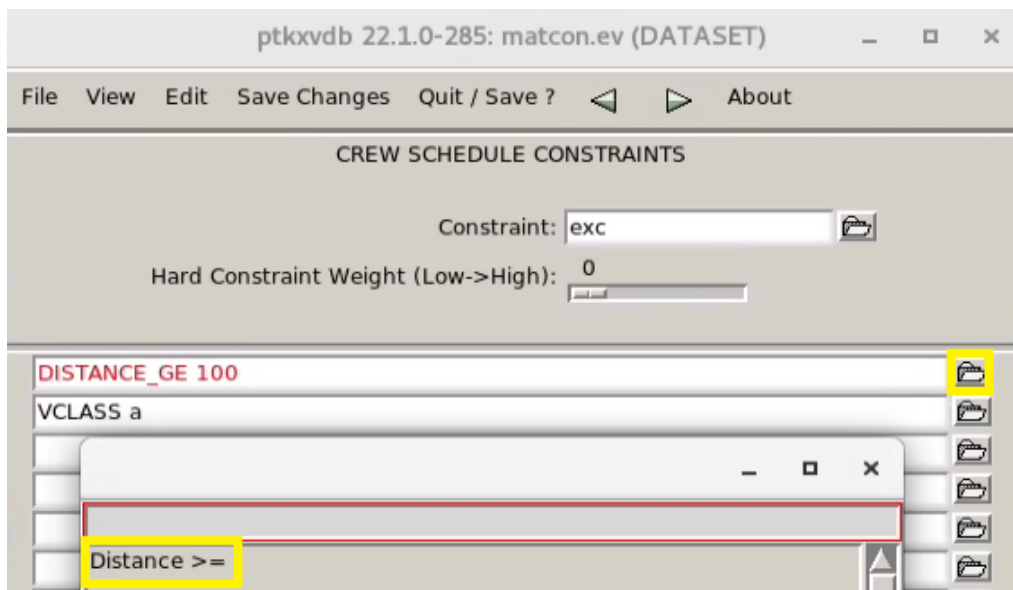 ptkxvdb 22.1.0-285: matcon.ev (DATASET)
File View Edit Save Changes Quit / Save ? About
CREW SCHEDULE CONSTRAINTS
Constraint: exc
Hard Constraint Weight (Low->High): 0
DISTANCE_GE 100
VCLASS a
Distance >=